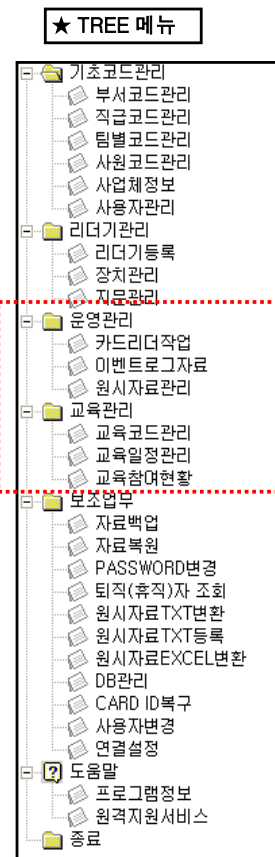 ★ TREE 메뉴
기초코드관리
부서코드관리
직급코드관리
팀별코드관리
사원코드관리
사업체정보
사용자관리
리더기관리
리더기등록
장치관리
지문관리
운영관리
카드리더작업
이벤트로그자료
원시자료관리
교육관리
교육코드관리
교육일정관리
교육참여현황
보조업무
자료백업
자료복원
PASSWORD변경
퇴직(휴직)자 조회
원시자료TXT변환
원시자료TXT등록
원시자료EXCEL변환
DB관리
CARD ID복구
사용자변경
연결설정
도움말
프로그램정보
원격지원서비스
종료